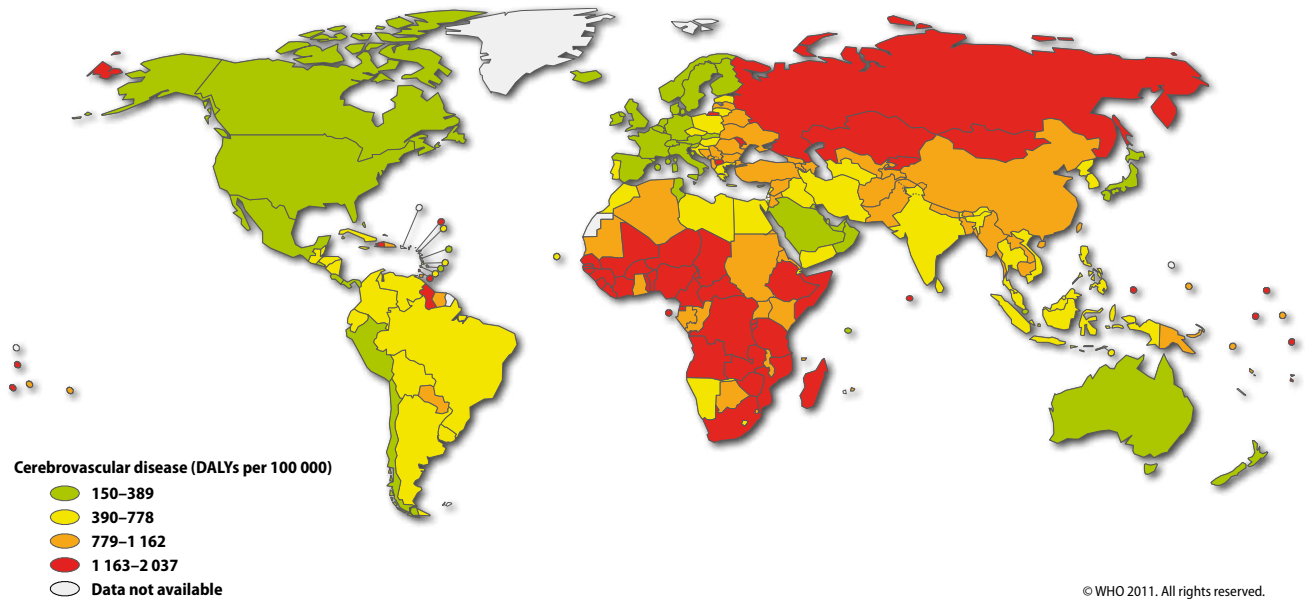 Cerebrovascular disease (DALYs per 100 000)
150–389
390–778
779–1 162
1 163–2 037
Data not available
© WHO 2011. All rights reserved.